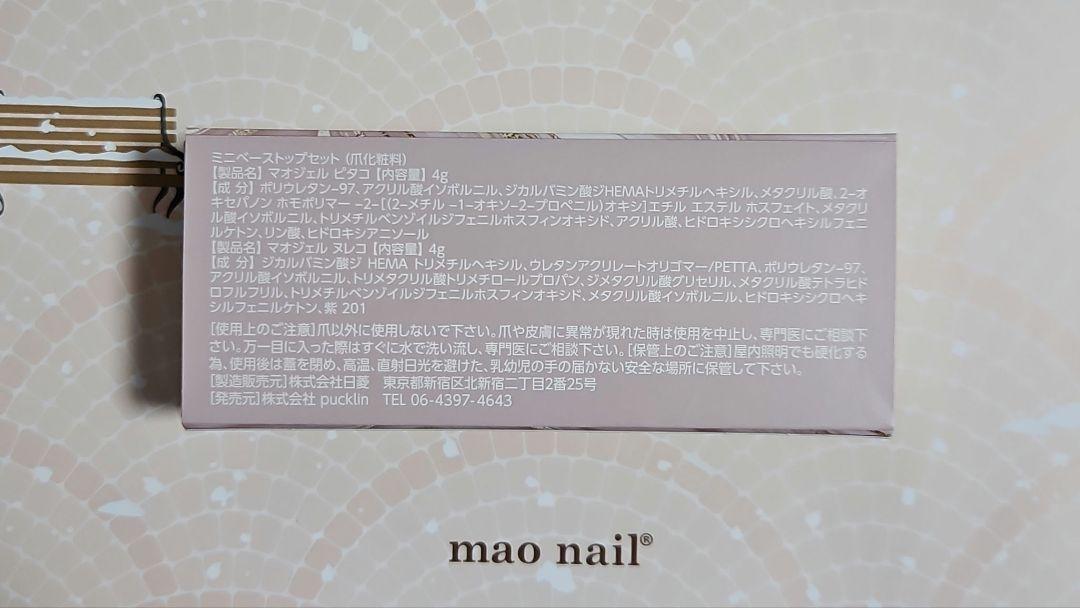 ミニベーストップセット（爪化粧料）
【製品名】マオジェル ピタコ【内容量】4g
【成 分】ポリウレタン−97、アクリル酸イソボルニル、ジカルバミン酸ジHEMAトリメチルヘキシル、メタクリル酸、2−オ
キセパノン ホモポリマー −2−[(2−メチル −1−オキソ−2−プロペニル)オキシ]エチル エステル ホスフェイト、メタクリ
ル酸イソボルニル、トリメチルベンゾイルジフェニルホスフィンオキシド、アクリル酸、ヒドロキシシクロヘキシルフェニ
ルケトン、リン酸、ヒドロキシアニソール
【製品名】マオジェル ヌレコ【内容量】4g
【成 分】ジカルバミン酸ジ HEMA トリメチルヘキシル、ウレタンアクリレートオリゴマー/PETTA、ポリウレタン−97、
アクリル酸イソボルニル、トリメタクリル酸トリメチロールプロパン、ジメタクリル酸グリセリル、メタクリル酸テトラヒド
ロフルフリル、トリメチルベンゾイルジフェニルホスフィンオキシド、メタクリル酸イソボルニル、ヒドロキシシクロヘキ
シルフェニルケトン、紫 201
[使用上のご注意]爪以外に使用しないで下さい。爪や皮膚に異常が現れた時は使用を中止し、専門医にご相談下
さい。万一目に入った際はすぐに水で洗い流し、専門医にご相談下さい。[保管上のご注意]屋内照明でも硬化する
為、使用後は蓋を閉め、高温、直射日光を避けた、乳幼児の手の届かない安全な場所に保管して下さい。
[製造販売元]株式会社日菱 東京都新宿区北新宿二丁目2番25号
[発売元]株式会社 pucklin TEL 06-4397-4643
mao nail®